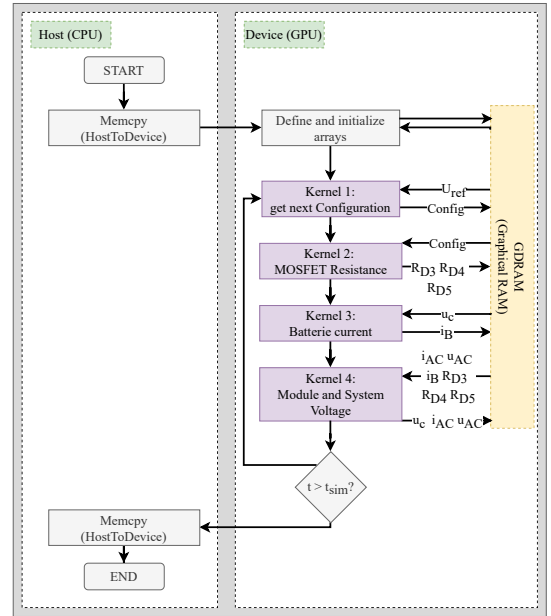 Host (CPU)
Device (GPU)
START
Memcpy
(HostToDevice)
Define and initialize
arrays
Kernel 1:
get next Configuration
Uref
Config
Kernel 2:
MOSFET Resistance
Config
RD3 RD4
RD5
Kernel 3:
Batterie current
uc
iB
Kernel 4:
Module and System
Voltage
iAC uAC
iB RD3
RD4 RD5
uc iAC uAC
GDRAM
(Graphical RAM)
t > tsim?
Memcpy
(HostToDevice)
END